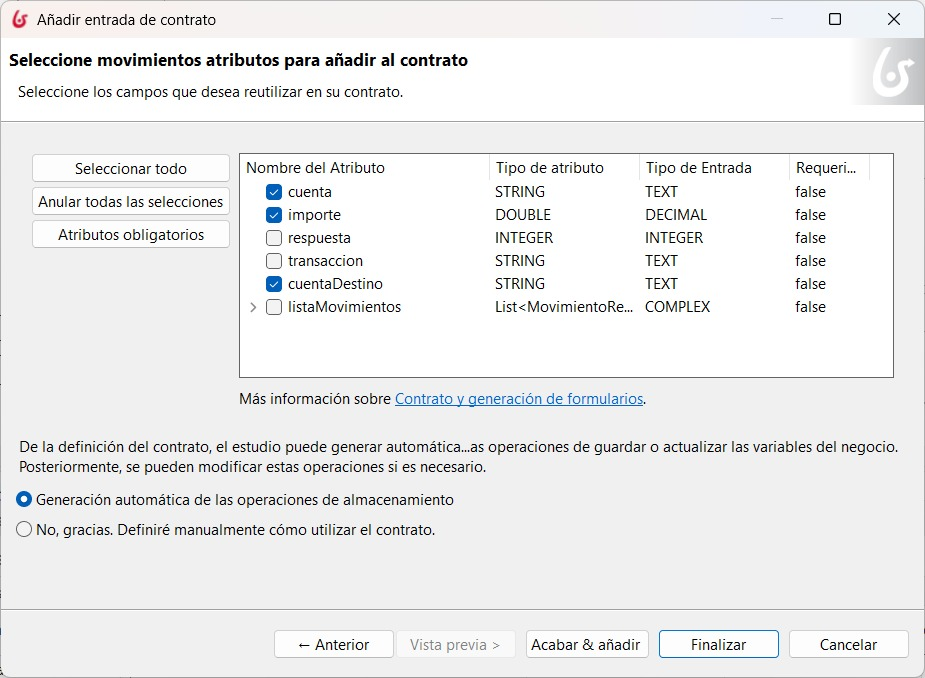 Añadir entrada de contrato
Seleccione movimientos atributos para añadir al contrato
Seleccione los campos que desea reutilizar en su contrato.
Seleccionar todo
Anular todas las selecciones
Atributos obligatorios
Nombre del Atributo Tipo de atributo Tipo de Entrada Requeri...
cuenta STRING TEXT false
importe DOUBLE DECIMAL false
respuesta INTEGER INTEGER false
transaccion STRING TEXT false
cuentaDestino STRING TEXT false
listaMovimientos List<MovimientoRe... COMPLEX false
Más información sobre Contrato y generación de formularios.
De la definición del contrato, el estudio puede generar automática...as operaciones de guardar o actualizar las variables del negocio.
Posteriormente, se pueden modificar estas operaciones si es necesario.
Generación automática de las operaciones de almacenamiento
No, gracias. Definiré manualmente cómo utilizar el contrato.
← Anterior Vista previa > Acabar & añadir Finalizar Cancelar